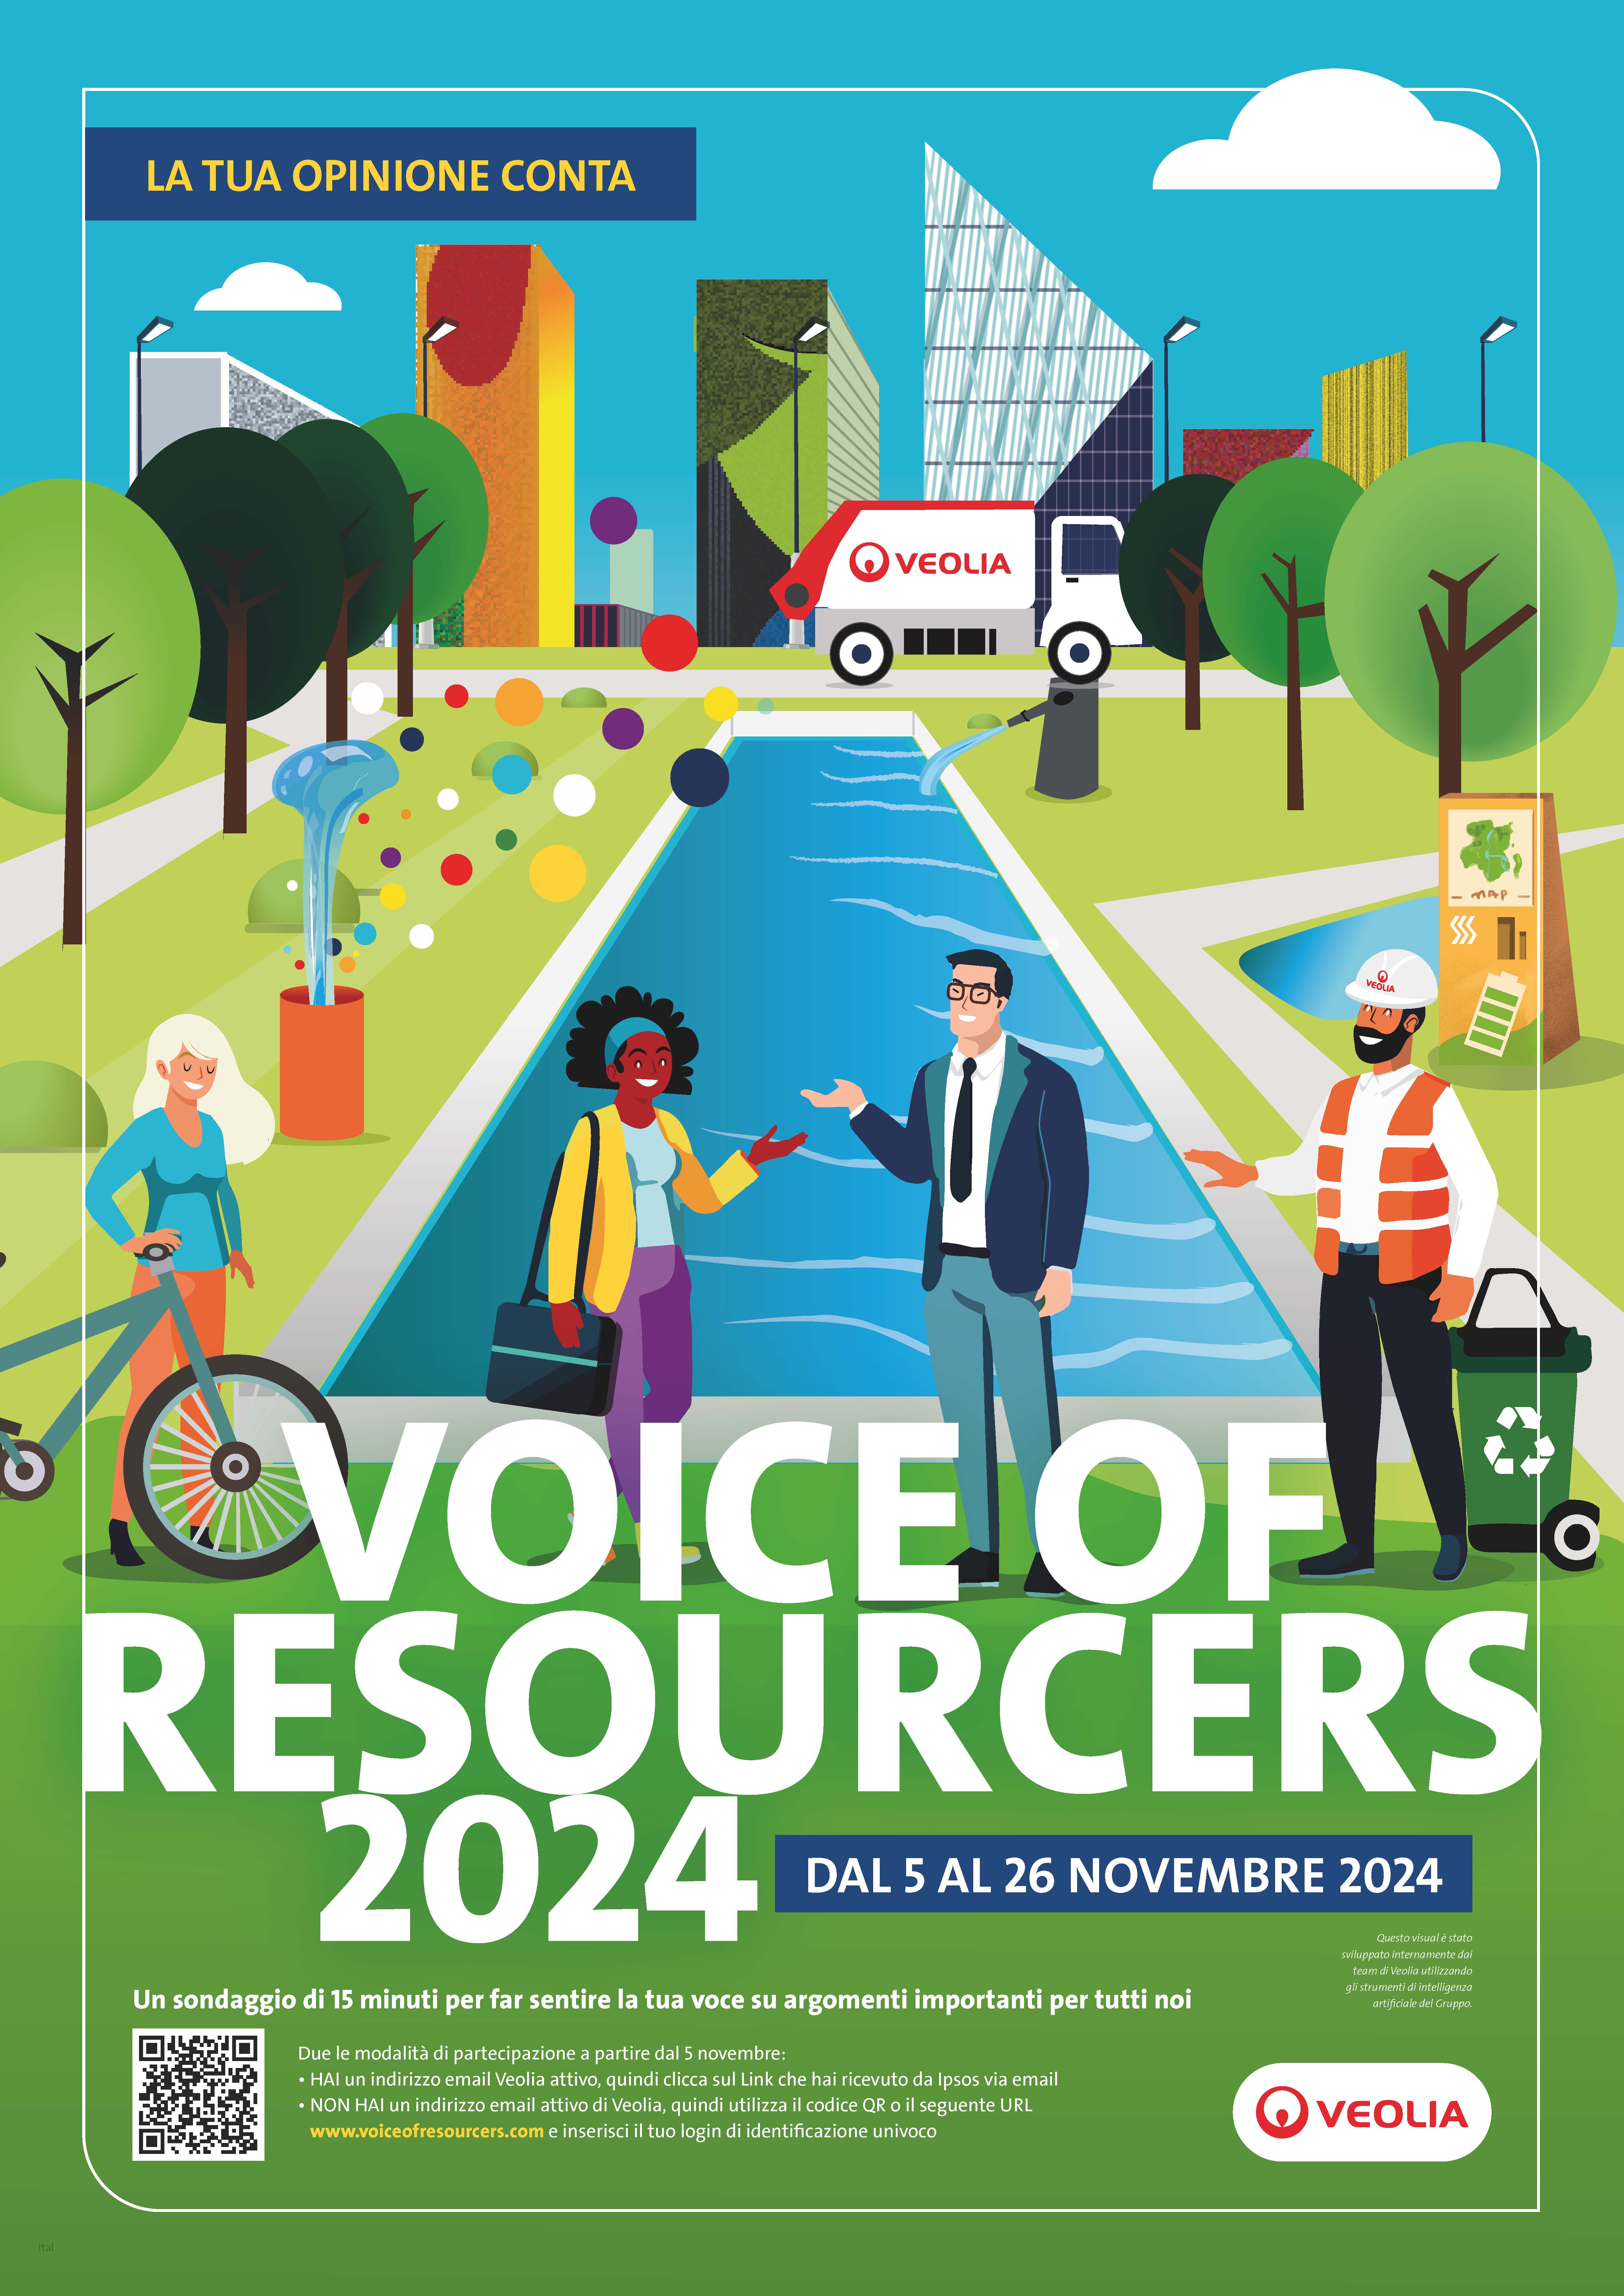 LA TUA OPINIONE CONTA
VEOLIA
MAP
VEOLIA
VOICE OF
RESOURCERS
2024
DAL 5 AL 26 NOVEMBRE 2024
Questo visual è stato
sviluppato internamente dai
team di Veolia utilizzando
gli strumenti di intelligenza
artificiale del Gruppo.
Un sondaggio di 15 minuti per far sentire la tua voce su argomenti importanti per tutti noi
Due le modalità di partecipazione a partire dal 5 novembre:
• HAI un indirizzo email Veolia attivo, quindi clicca sul Link che hai ricevuto da Ipsos via email
• NON HAI un indirizzo email attivo di Veolia, quindi utilizza il codice QR o il seguente URL
www.voiceofresourcers.com e inserisci il tuo login di identificazione univoco
VEOLIA
ital